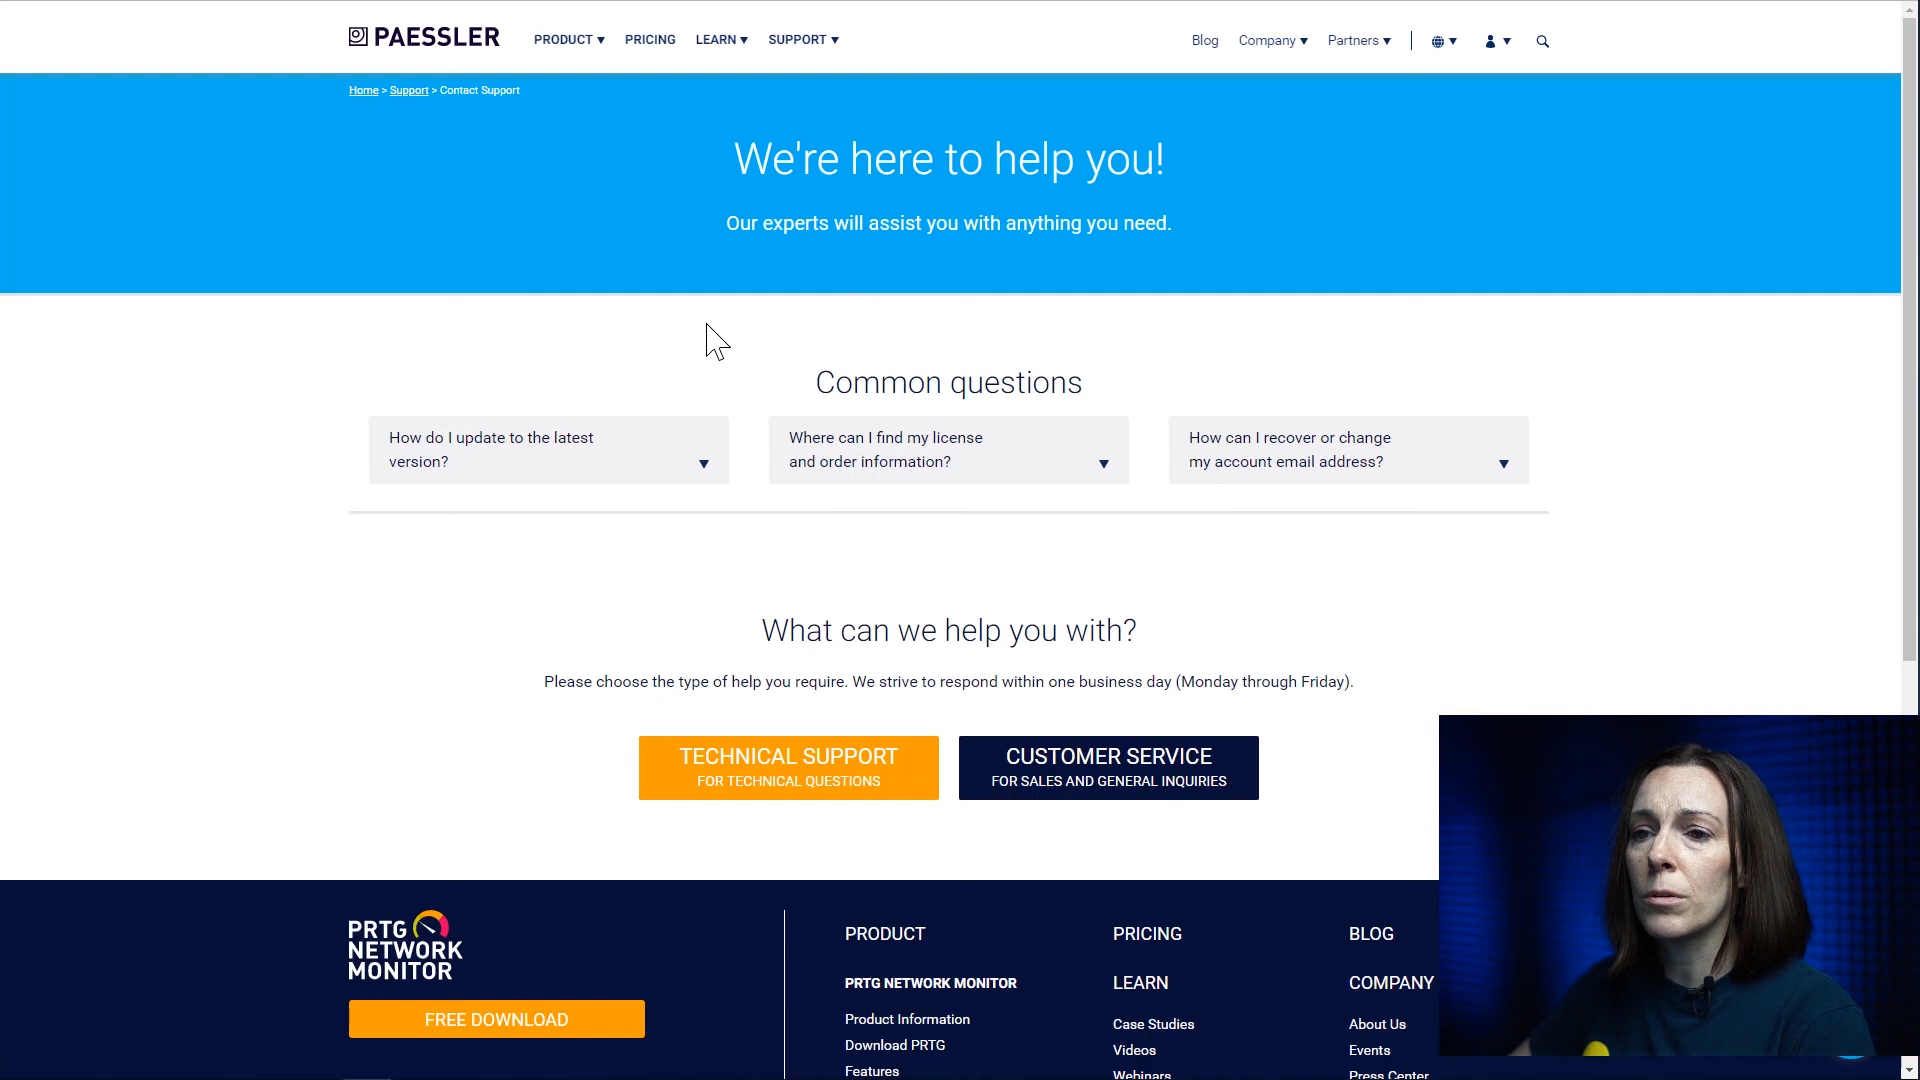 PAESSLER
PRODUCT
PRICING
LEARN
SUPPORT
Blog
Company
Partners
Home > Support > Contact Support
We're here to help you!
Our experts will assist you with anything you need.
Common questions
How do I update to the latest
version?
Where can I find my license
and order information?
How can I recover or change
my account email address?
What can we help you with?
Please choose the type of help you require. We strive to respond within one business day (Monday through Friday).
TECHNICAL SUPPORT
FOR TECHNICAL QUESTIONS
CUSTOMER SERVICE
FOR SALES AND GENERAL INQUIRIES
PRTG
NETWORK
MONITOR
FREE DOWNLOAD
PRODUCT
PRTG NETWORK MONITOR
Product Information
Download PRTG
Features
PRICING
LEARN
Case Studies
Videos
Webinars
BLOG
COMPANY
About Us
Events
Press Center